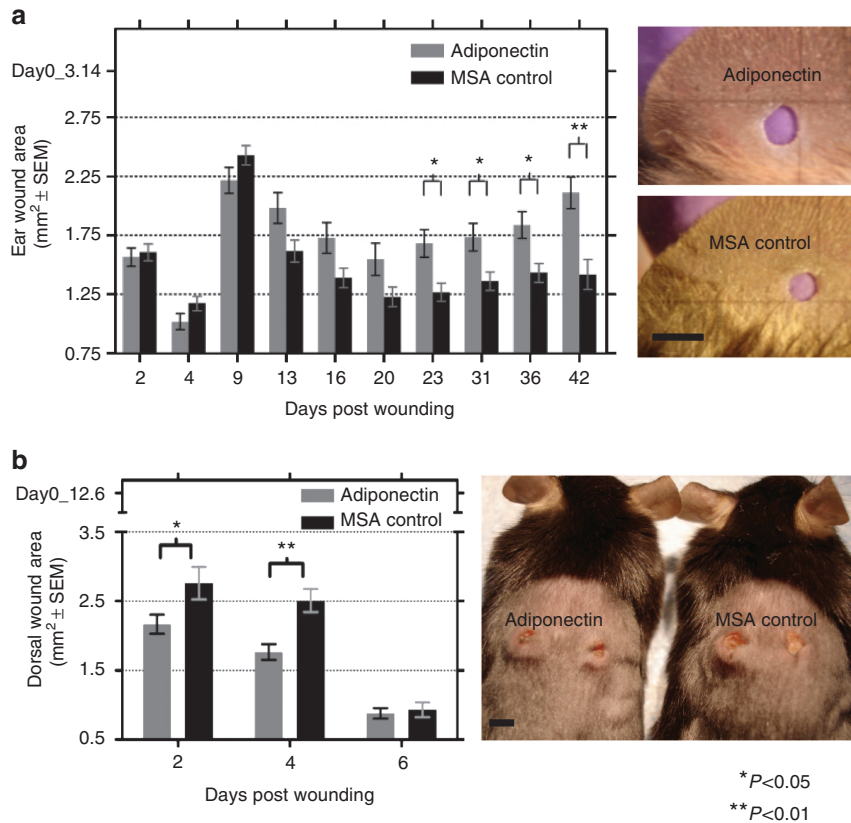 a
Adiponectin
MSA control
Day0_3.14
2.75
2.25
1.75
1.25
0.75
Ear wound area
(mm² ± SEM)
* * * **
2 4 9 13 16 20 23 31 36 42
Days post wounding
Adiponectin
MSA control
b
Adiponectin
MSA control
Day0_12.6
3.5
2.5
1.5
0.5
Dorsal wound area
(mm² ± SEM)
* **
2 4 6
Days post wounding
Adiponectin MSA control
*P<0.05
**P<0.01